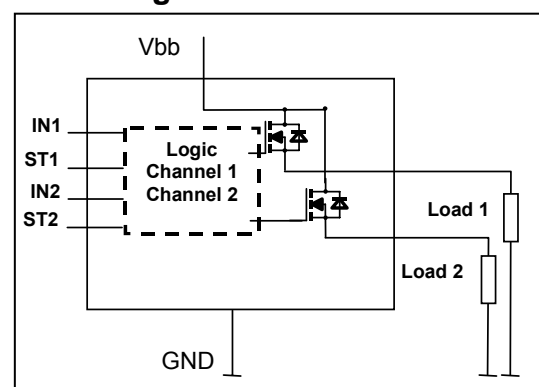 Vbb
IN1
ST1
IN2
ST2
Logic
Channel 1
Channel 2
Load 1
Load 2
GND